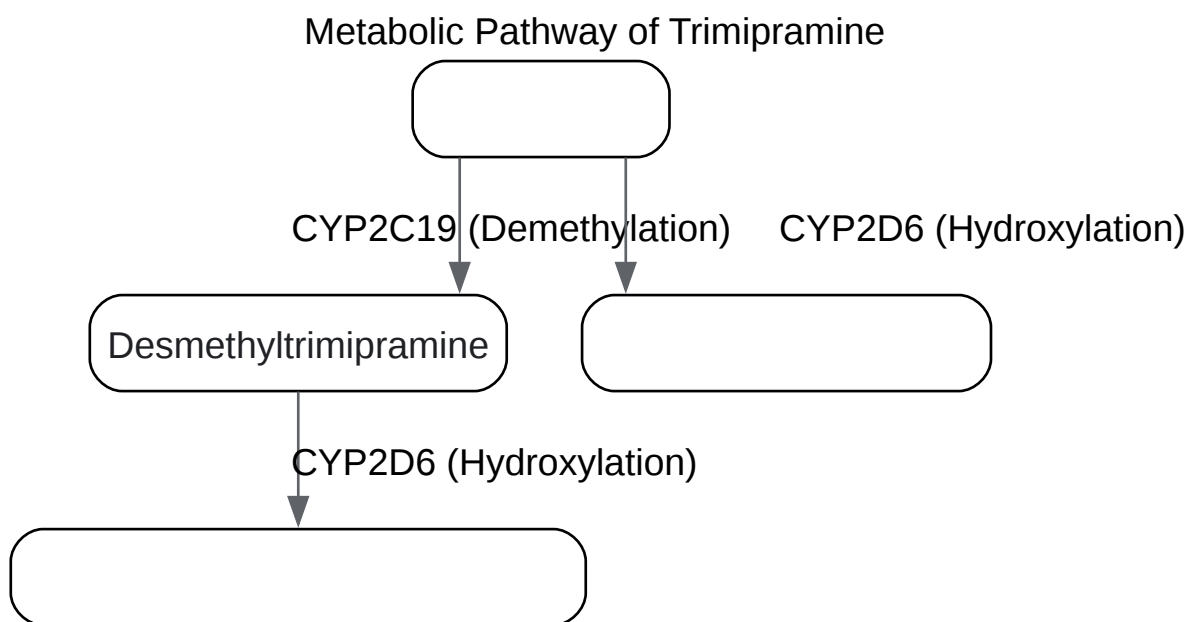 Metabolic Pathway of Trimipramine
CYP2C19 (Demethylation)
CYP2D6 (Hydroxylation)
Desmethyltrimipramine
CYP2D6 (Hydroxylation)